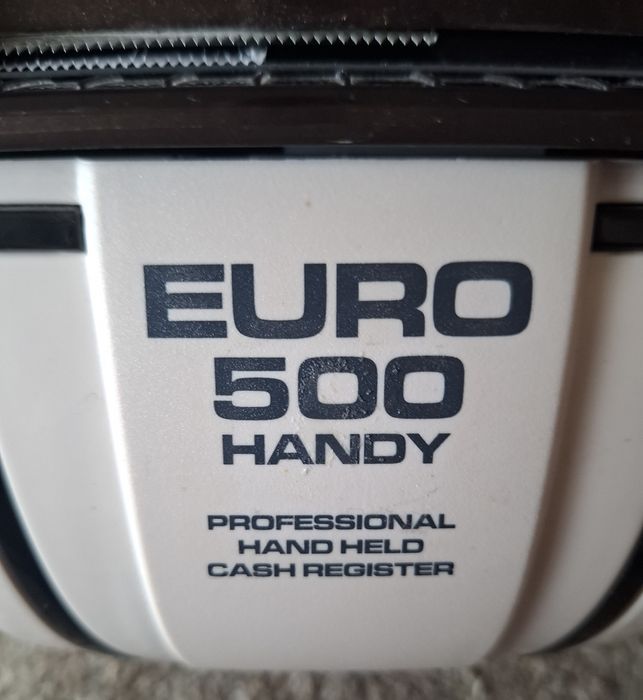 EURO
500
HANDY
PROFESSIONAL
HAND HELD
CASH REGISTER